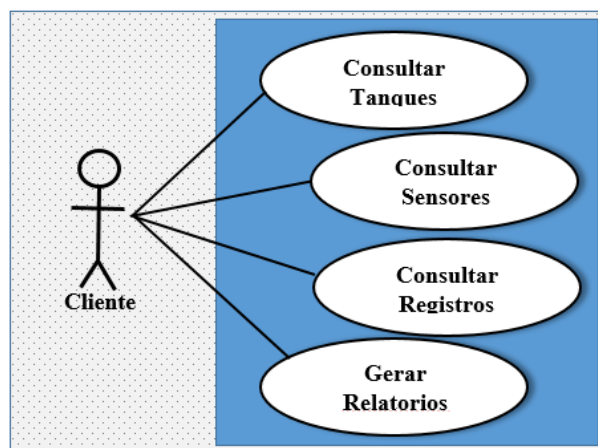 Consultar
Tanques
Consultar
Sensores
Cliente
Consultar
Registros
Gerar
Relatorios